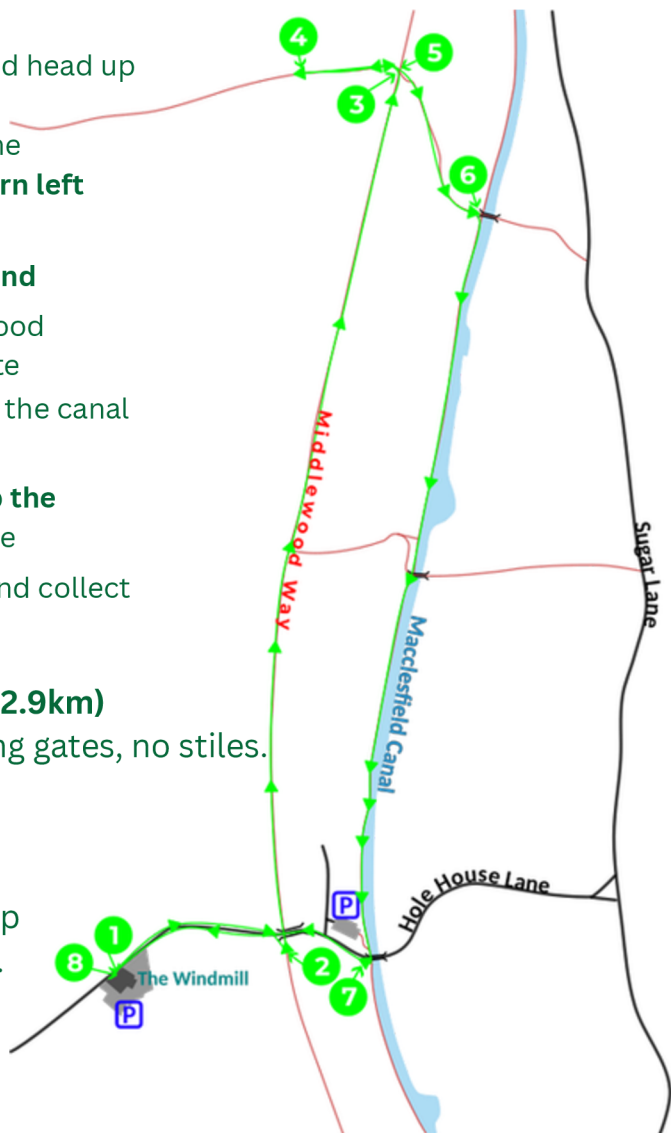 d head up
ne
rn left
nd
ood
te
the canal
o the
e
nd collect
2.9km)
ng gates, no stiles.
p
.
4
5
3
6
Middlewood Way
Sugar Lane
Macclesfield Canal
Hole House Lane
P
1
8
The Windmill
2
7
P